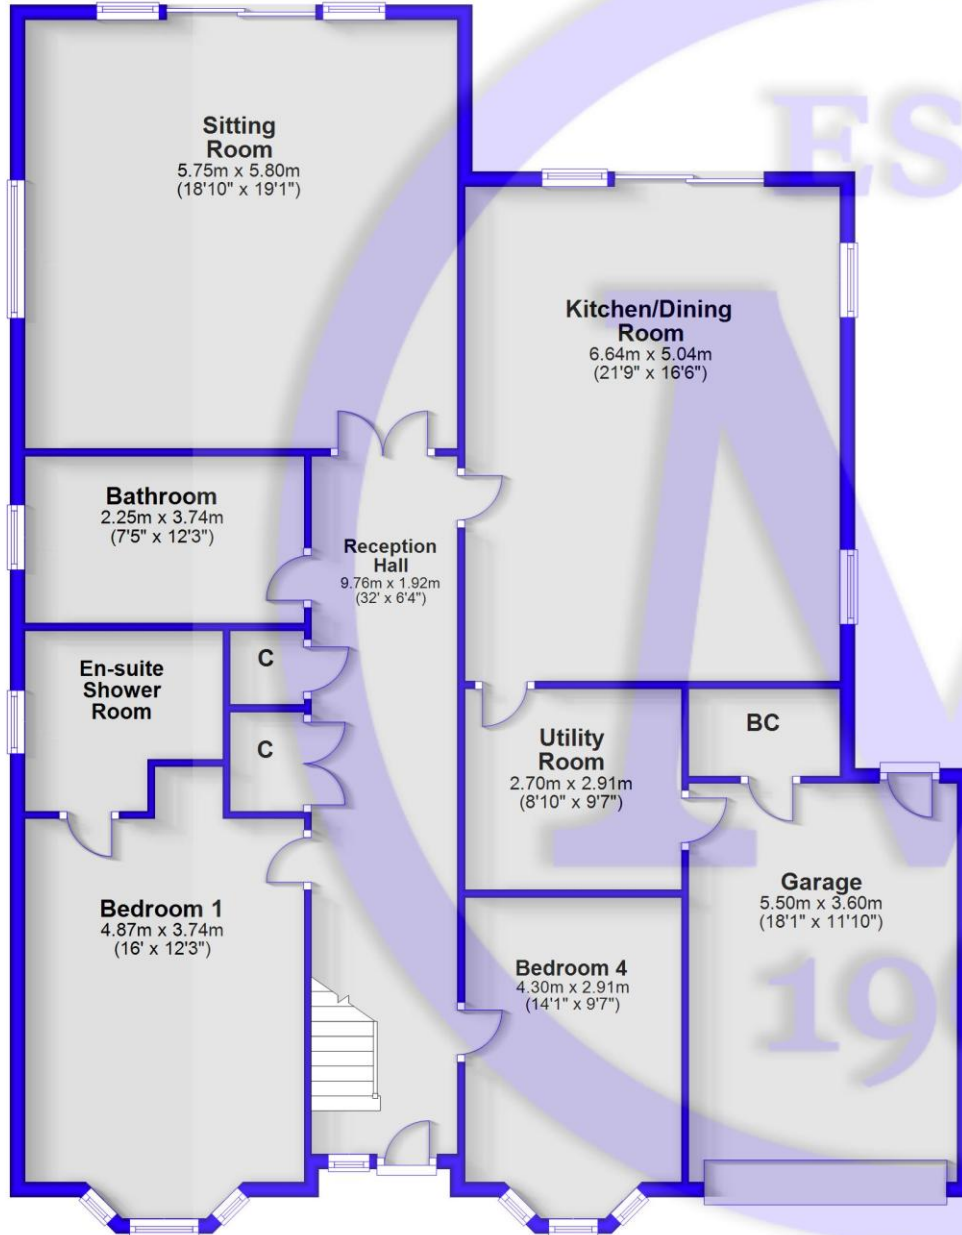 Sitting
Room
5.75m x 5.80m
(18'10" x 19'1")
Kitchen/Dining
Room
6.64m x 5.04m
(21'9" x 16'6")
Bathroom
2.25m x 3.74m
(7'5" x 12'3")
Reception
Hall
9.76m x 1.92m
(32' x 6'4")
En-suite
Shower
Room
C
C
Utility
Room
2.70m x 2.91m
(8'10" x 9'7")
BC
Garage
5.50m x 3.60m
(18'1" x 11'10")
Bedroom 1
4.87m x 3.74m
(16' x 12'3")
Bedroom 4
4.30m x 2.91m
(14'1" x 9'7")
ES